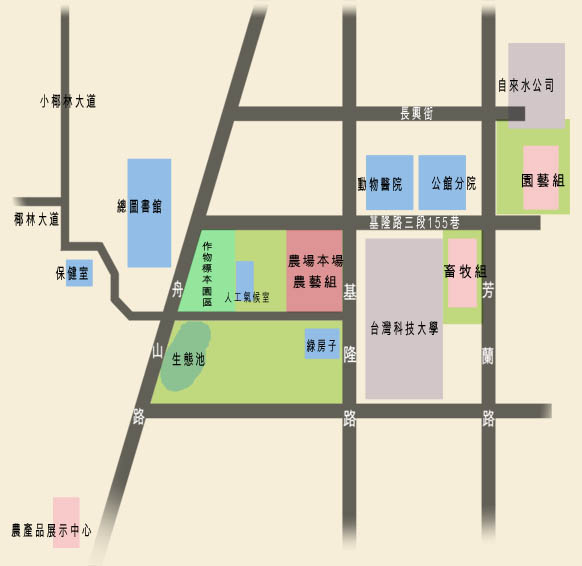 自來水公司
小椰林大道
長興街
動物醫院
公館分院
園藝組
總圖書館
椰林大道
基隆路三段155巷
作物標本園區
農場本場
農藝組
畜牧組
保健室
人工氣候室
舟山路
基隆路
芳蘭路
台灣科技大學
綠房子
生態池
農產品展示中心